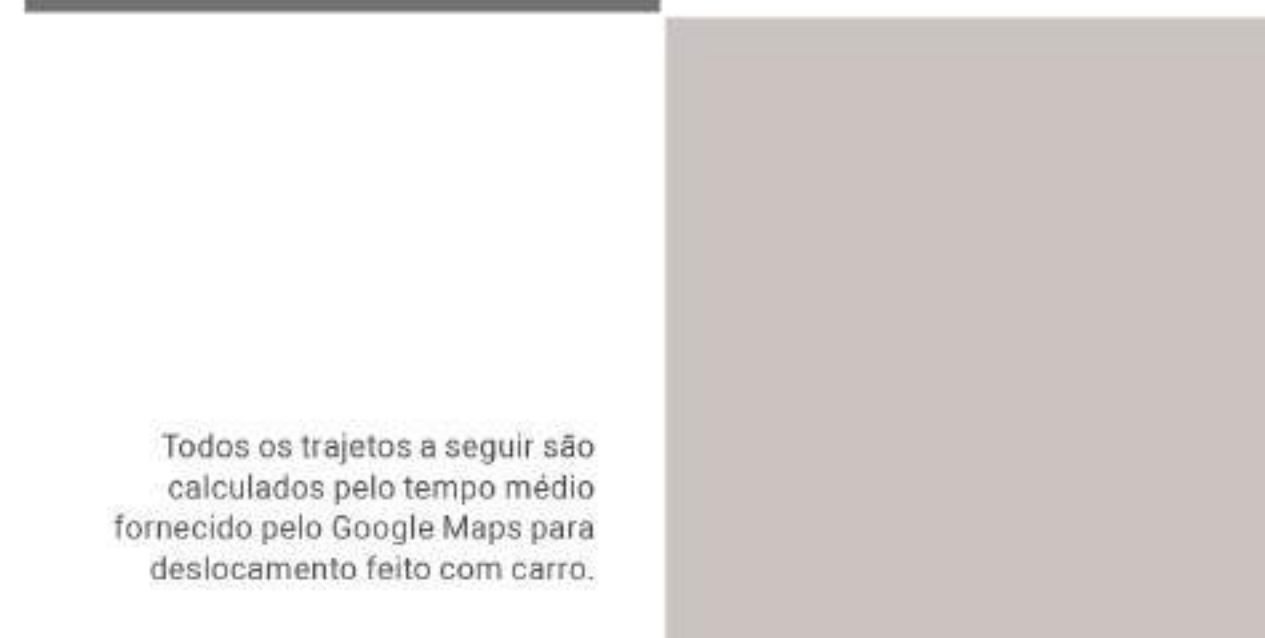 Todos os trajetos a seguir são
calculados pelo tempo médio
fornecido pelo Google Maps para
deslocamento feito com carro.